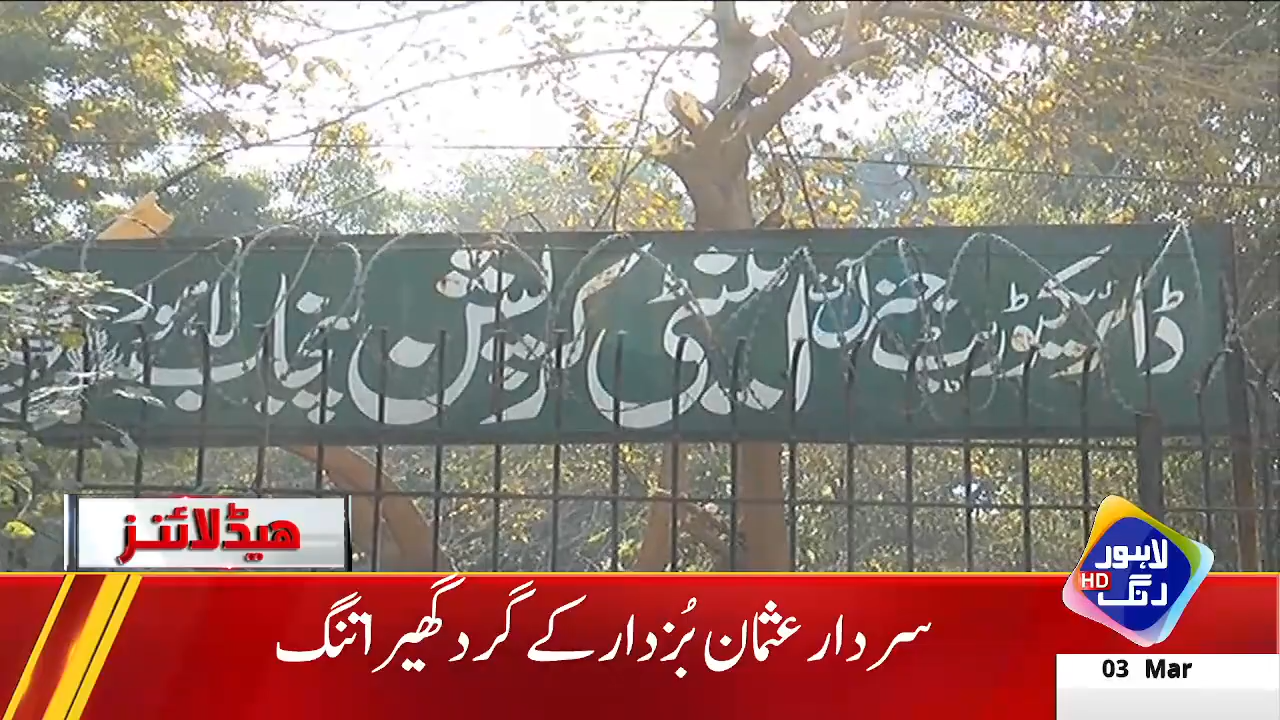 ڈائریکٹوریٹ جنرل آف اینٹی کرپشن پنجاب لاہور
ہیڈلائنز
لاہور
رنگ
HD
سردار عثمان بُزدار کے گرد گھیرا تنگ
03 Mar